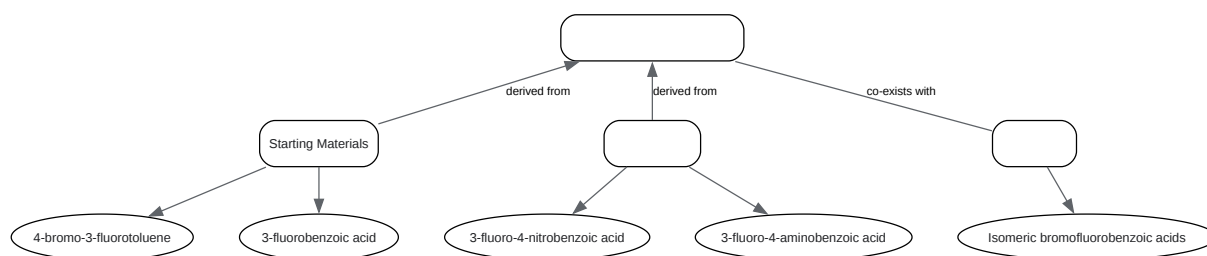 derived from
derived from
co-exists with
Starting Materials
4-bromo-3-fluorotoluene
3-fluorobenzoic acid
3-fluoro-4-nitrobenzoic acid
3-fluoro-4-aminobenzoic acid
Isomeric bromofluorobenzoic acids